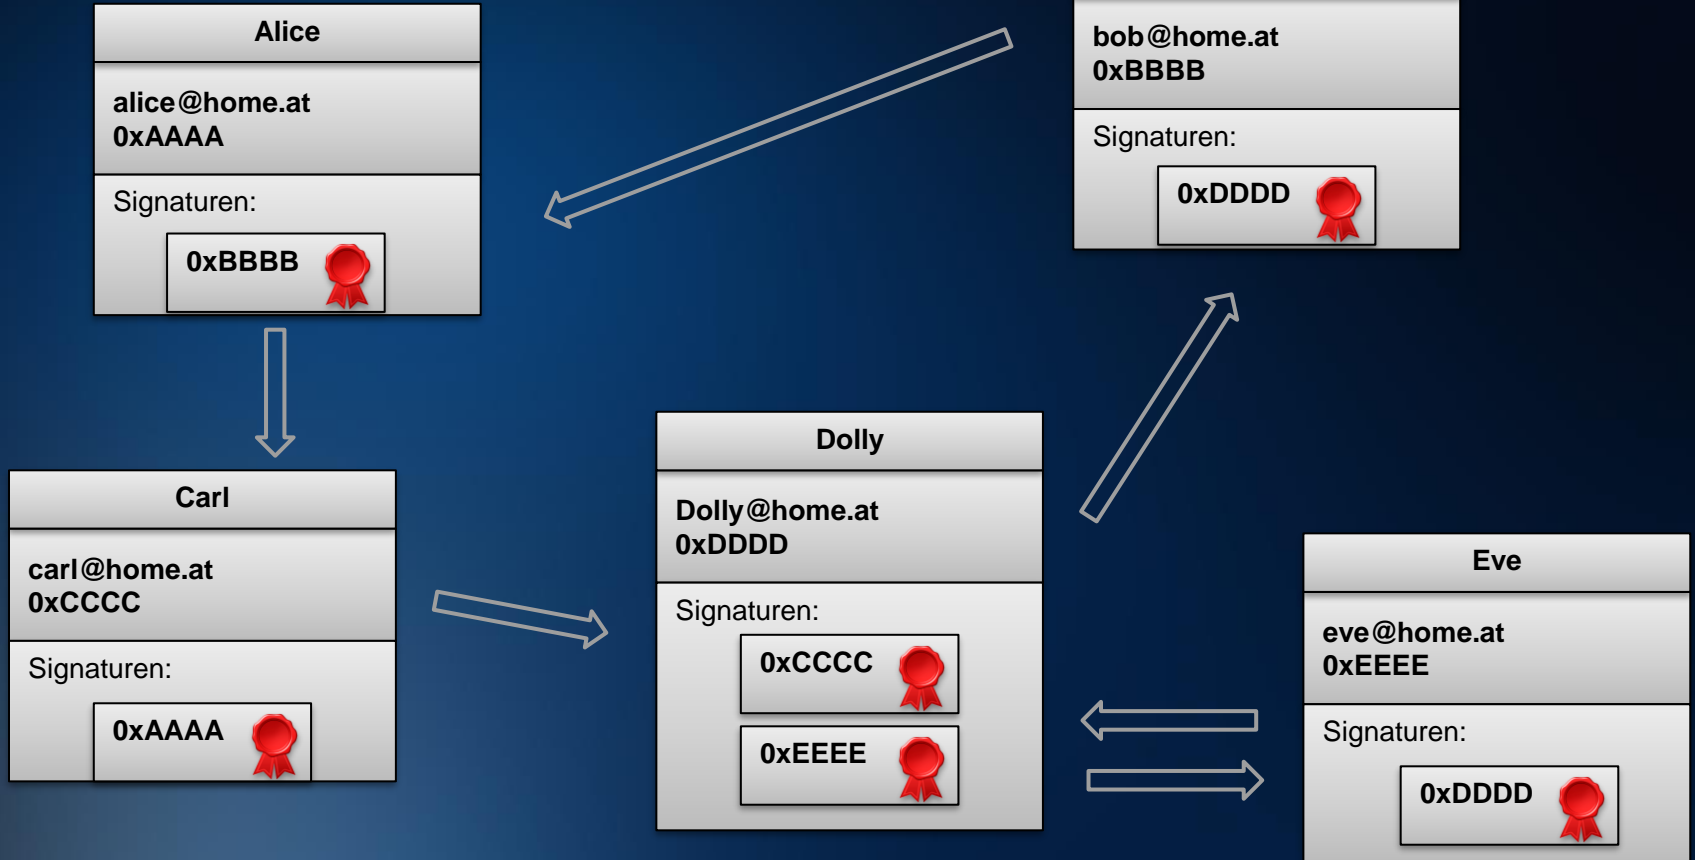 Alice
alice@home.at
0xAAAA
Signaturen:
0xBBBB
bob@home.at
0xBBBB
Signaturen:
0xDDDD
Carl
carl@home.at
0xCCCC
Signaturen:
0xAAAA
Dolly
Dolly@home.at
0xDDDD
Signaturen:
0xCCCC
0xEEEE
Eve
eve@home.at
0xEEEE
Signaturen:
0xDDDD